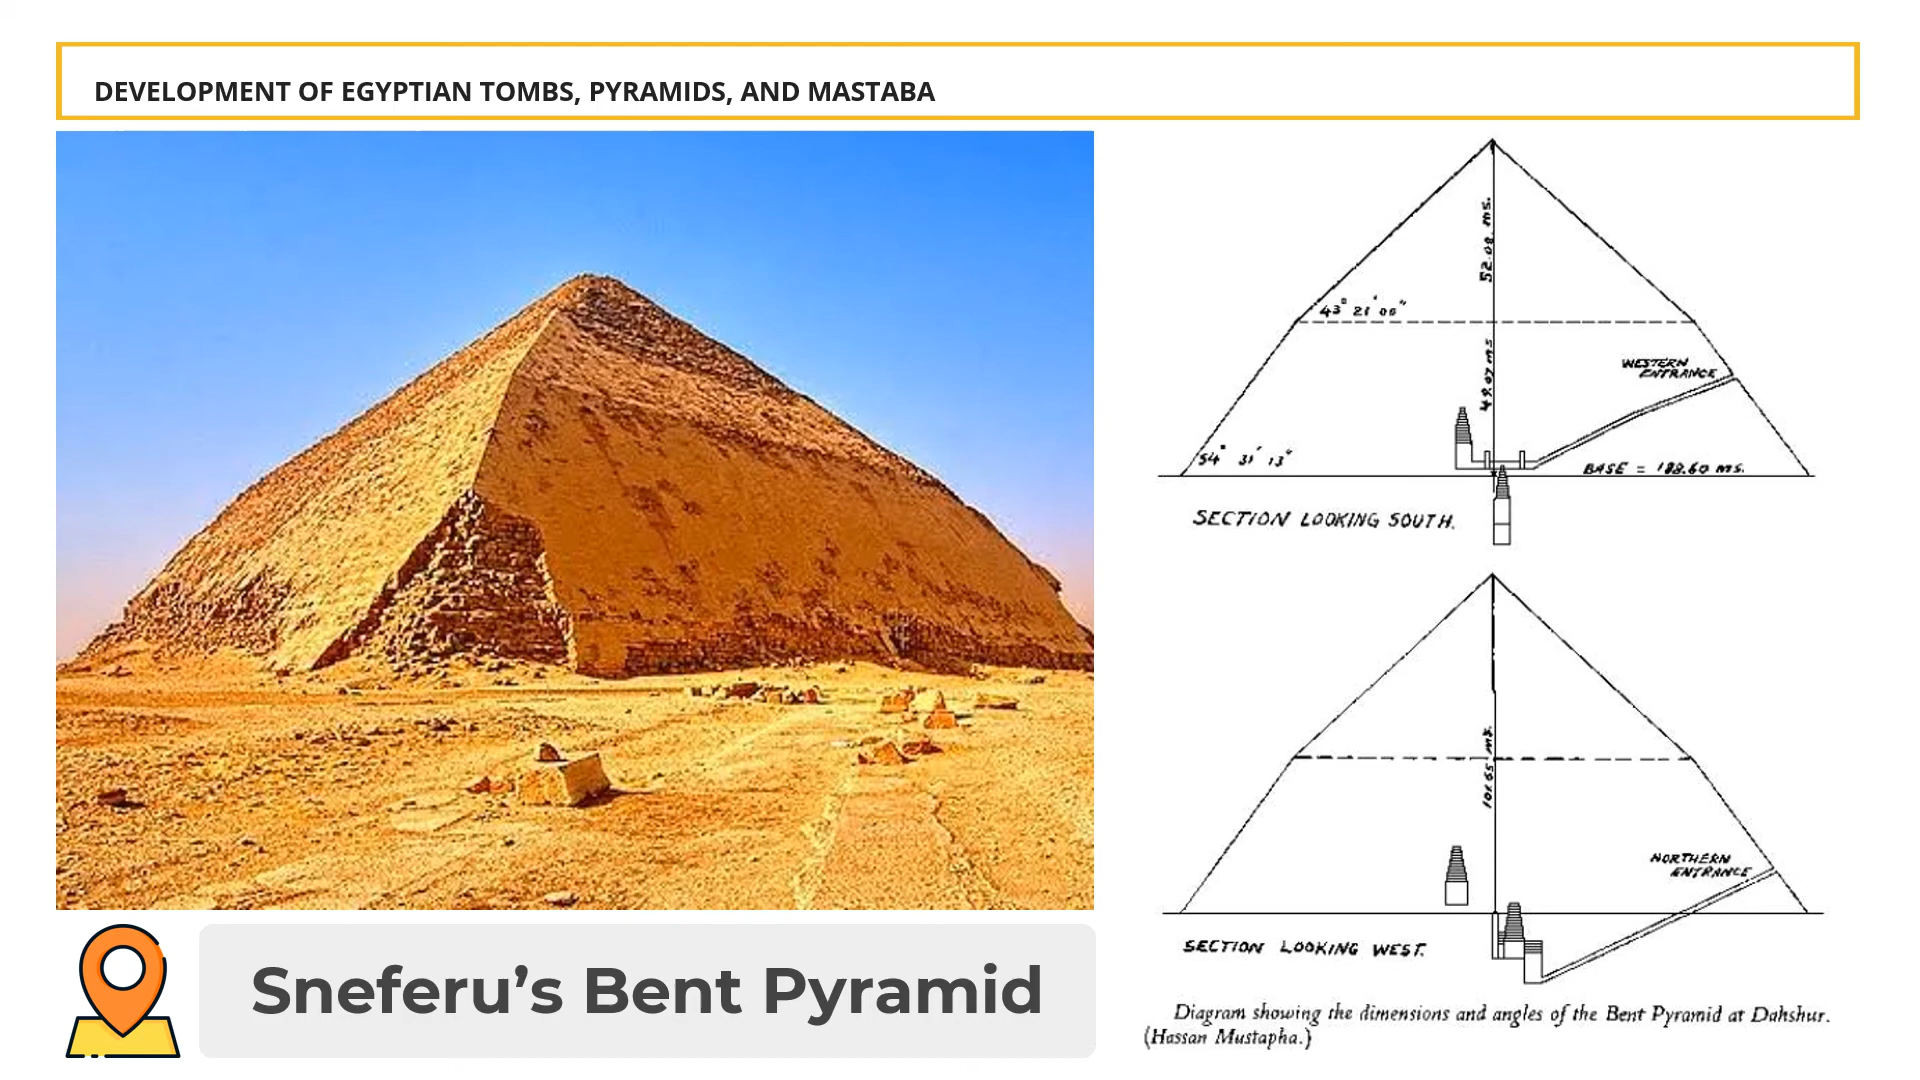 DEVELOPMENT OF EGYPTIAN TOMBS, PYRAMIDS, AND MASTABA
52.08. MS.
43° 21' 00"
49.07 MS
WESTERN
ENTRANCE
54° 31' 13"
BASE = 188.60 MS.
SECTION LOOKING SOUTH.
101.65 MS.
NORTHERN
ENTRANCE
SECTION LOOKING WEST.
Sneferu’s Bent Pyramid
Diagram showing the dimensions and angles of the Bent Pyramid at Dahshur.
(Hassan Mustapha.)